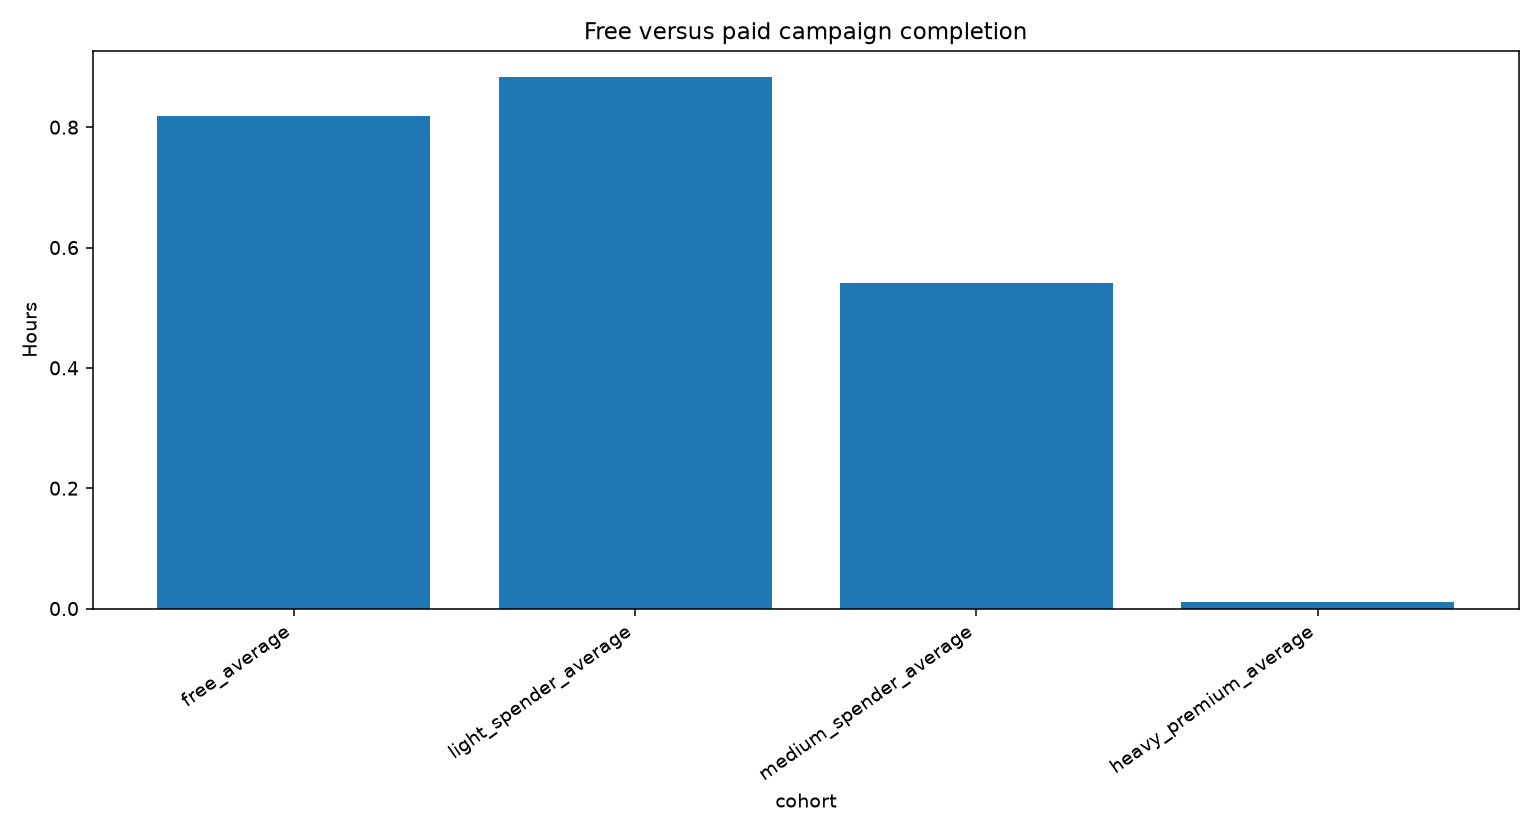 Free versus paid campaign completion
Hours
0.8
0.6
0.4
0.2
0.0
free_average
light_spender_average
medium_spender_average
heavy_premium_average
cohort